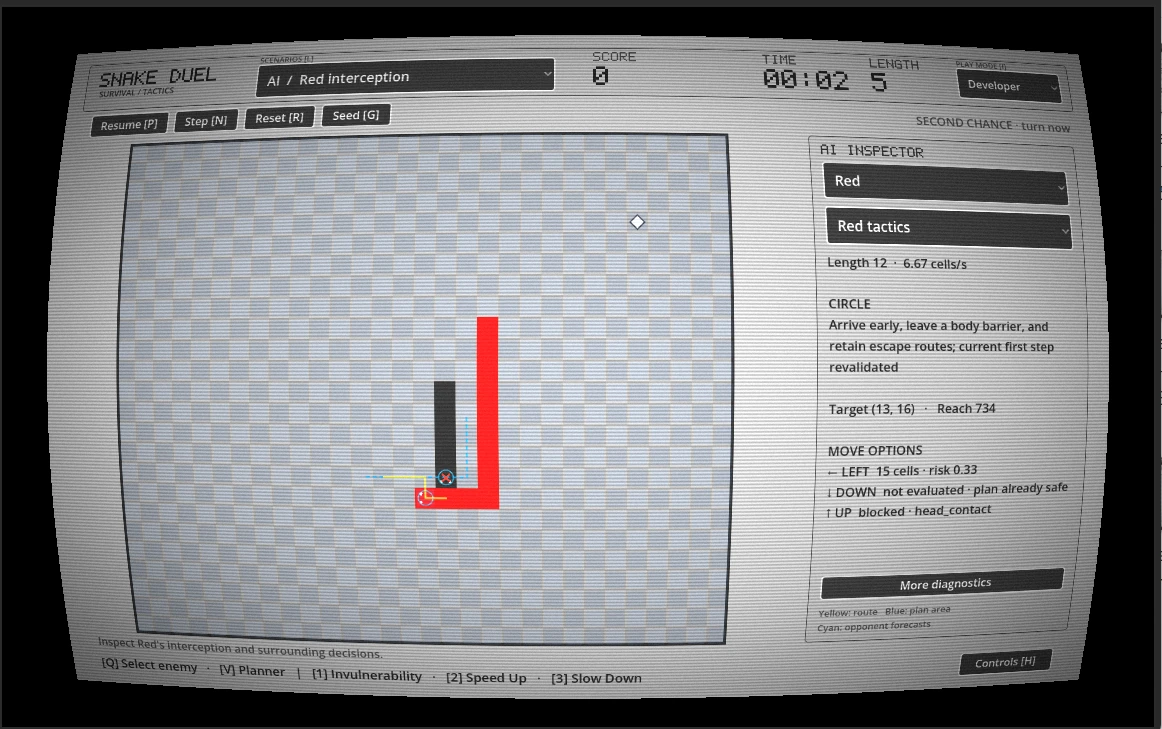 SNAKE DUEL
SURVIVAL / TACTICS
SCENARIOS [L]
AI / Red interception
SCORE
0
TIME
00:02
LENGTH
5
PLAY MODE [I]
Developer
Resume [P]
Step [N]
Reset [R]
Seed [G]
SECOND CHANCE · turn now
AI INSPECTOR
Red
Red tactics
Length 12 · 6.67 cells/s
CIRCLE
Arrive early, leave a body barrier, and
retain escape routes; current first step
revalidated
Target (13, 16) · Reach 734
MOVE OPTIONS
← LEFT 15 cells · risk 0.33
↓ DOWN not evaluated · plan already safe
↑ UP blocked · head_contact
More diagnostics
Yellow: route Blue: plan area
Cyan: opponent forecasts
Inspect Red's interception and surrounding decisions.
[Q] Select enemy · [V] Planner | [1] Invulnerability · [2] Speed Up · [3] Slow Down
Controls [H]